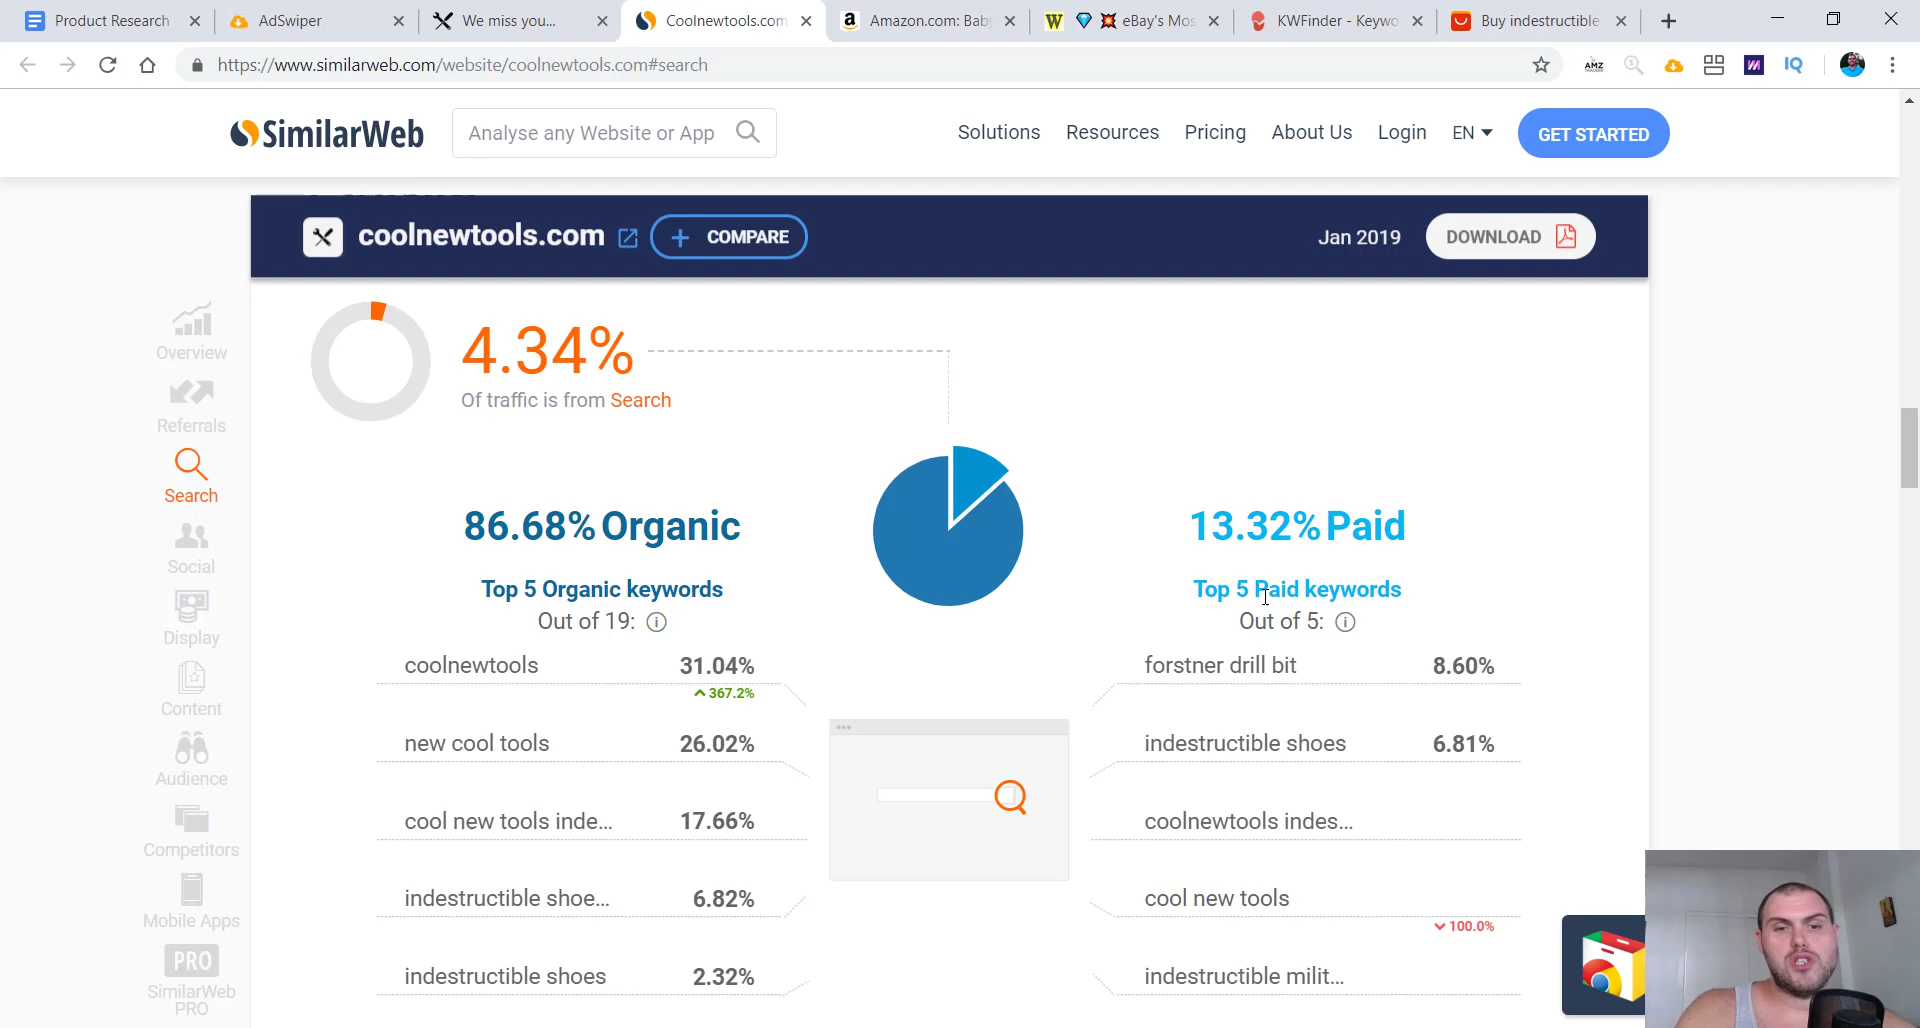 Product Research
AdSwiper
We miss you...
Coolnewtools.com
Amazon.com: Bab
eBay's Mos
KWFinder - Keywo
Buy indestructible
https://www.similarweb.com/website/coolnewtools.com#search
AMZ
IQ
SimilarWeb
Analyse any Website or App
Solutions
Resources
Pricing
About Us
Login
EN
GET STARTED
coolnewtools.com
+ COMPARE
Jan 2019
DOWNLOAD
Overview
Referrals
Search
Social
Display
Content
Audience
Competitors
Mobile Apps
PRO
SimilarWeb
PRO
4.34%
Of traffic is from Search
86.68% Organic
Top 5 Organic keywords
Out of 19:
coolnewtools 31.04%
367.2%
new cool tools 26.02%
cool new tools inde... 17.66%
indestructible shoe... 6.82%
indestructible shoes 2.32%
13.32% Paid
Top 5 Paid keywords
Out of 5:
forstner drill bit 8.60%
indestructible shoes 6.81%
coolnewtools indes...
cool new tools
100.0%
indestructible milit...